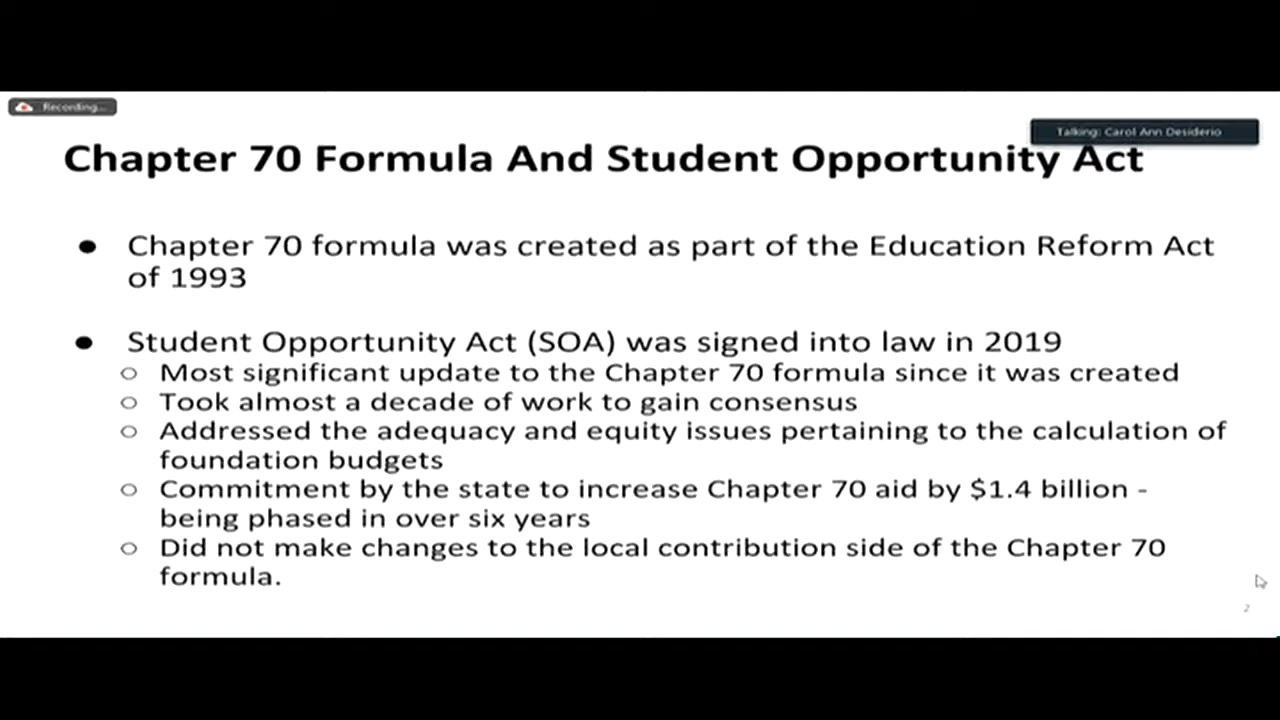 Recording...
Talking: Carol Ann Desiderio
Chapter 70 Formula And Student Opportunity Act
● Chapter 70 formula was created as part of the Education Reform Act
of 1993
● Student Opportunity Act (SOA) was signed into law in 2019
○ Most significant update to the Chapter 70 formula since it was created
○ Took almost a decade of work to gain consensus
○ Addressed the adequacy and equity issues pertaining to the calculation of
foundation budgets
○ Commitment by the state to increase Chapter 70 aid by $1.4 billion -
being phased in over six years
○ Did not make changes to the local contribution side of the Chapter 70
formula.
2